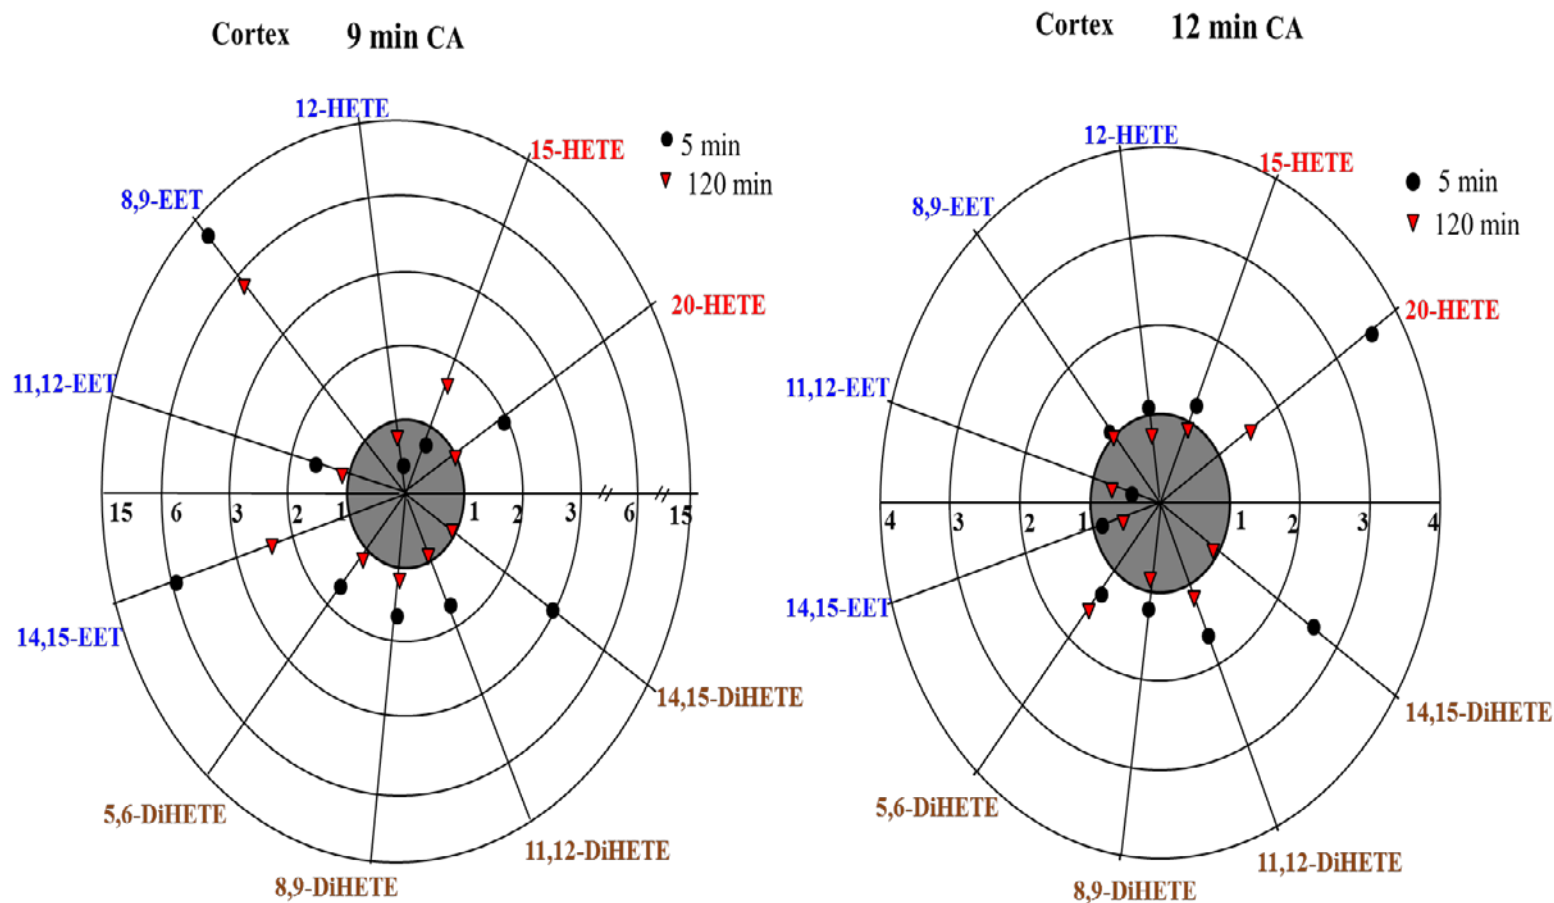 Cortex 9 min CA
12-HETE
15-HETE
5 min
120 min
8,9-EET
20-HETE
11,12-EET
15 6 3 2 1 1 2 3 6 15
14,15-EET
14,15-DiHETE
5,6-DiHETE
11,12-DiHETE
8,9-DiHETE
Cortex 12 min CA
12-HETE
15-HETE
5 min
8,9-EET
120 min
20-HETE
11,12-EET
4 3 2 1 1 2 3 4
14,15-EET
14,15-DiHETE
5,6-DiHETE
11,12-DiHETE
8,9-DiHETE